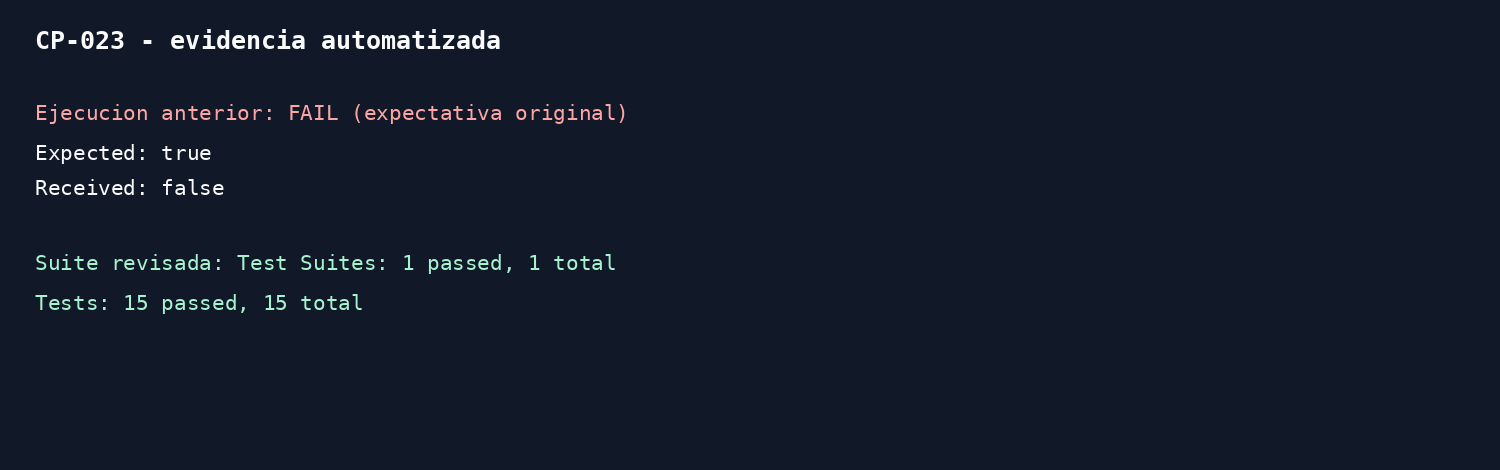 CP-023 - evidencia automatizada
Ejecucion anterior: FAIL (expectativa original)
Expected: true
Received: false
Suite revisada: Test Suites: 1 passed, 1 total
Tests: 15 passed, 15 total